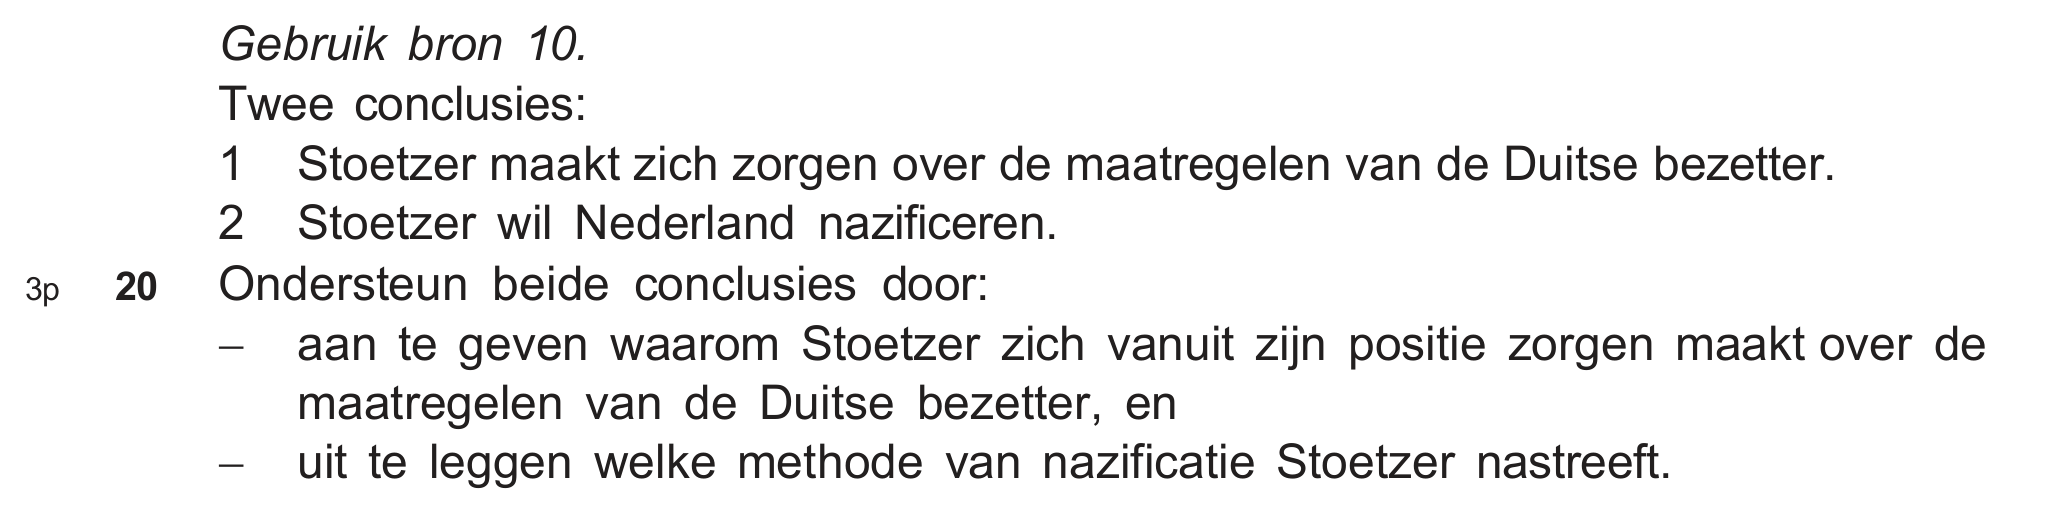 Gebruik bron 10.
Twee conclusies:
1 Stoetzer maakt zich zorgen over de maatregelen van de Duitse bezetter.
2 Stoetzer wil Nederland nazificeren.
3p 20 Ondersteun beide conclusies door:
– aan te geven waarom Stoetzer zich vanuit zijn positie zorgen maakt over de
maatregelen van de Duitse bezetter, en
– uit te leggen welke methode van nazificatie Stoetzer nastreeft.